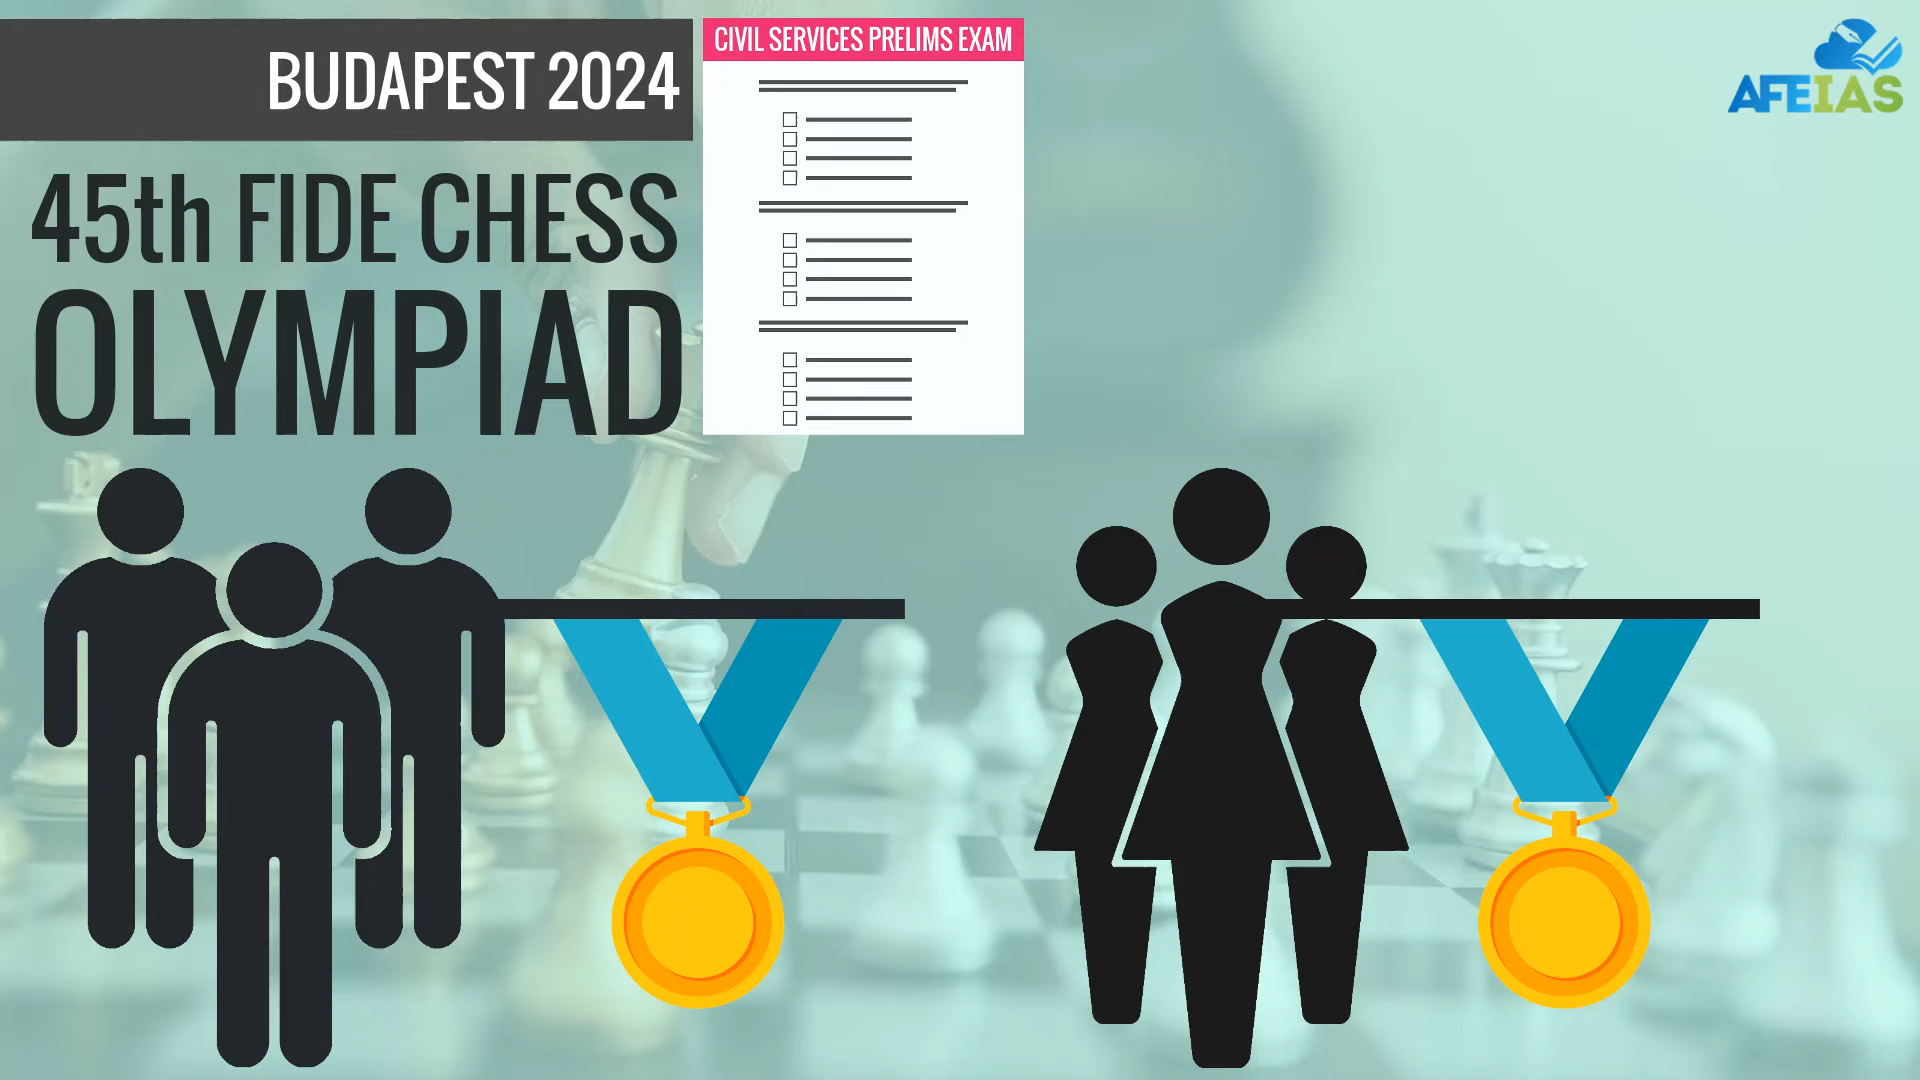 BUDAPEST 2024
45th FIDE CHESS
OLYMPIAD
CIVIL SERVICES PRELIMS EXAM
AFEIAS